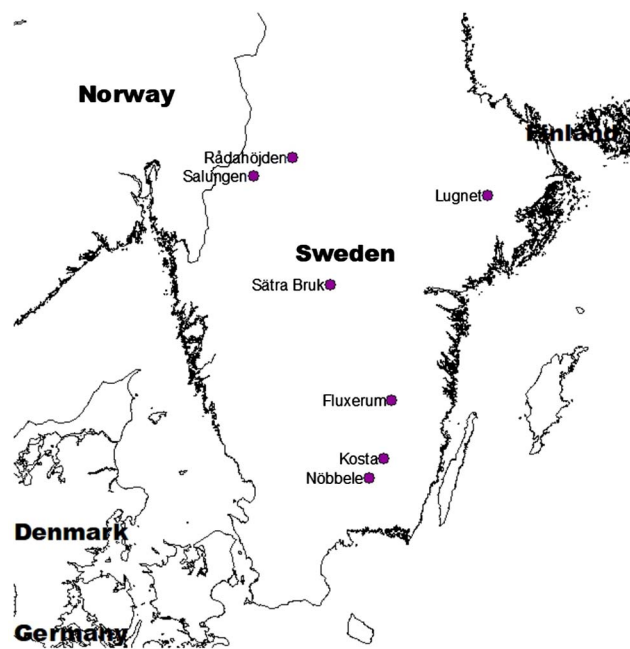 Norway
Finland
Rådahöjden
Salungen
Lugnet
Sweden
Sätra Bruk
Fluxerum
Kosta
Nöbbele
Denmark
Germany